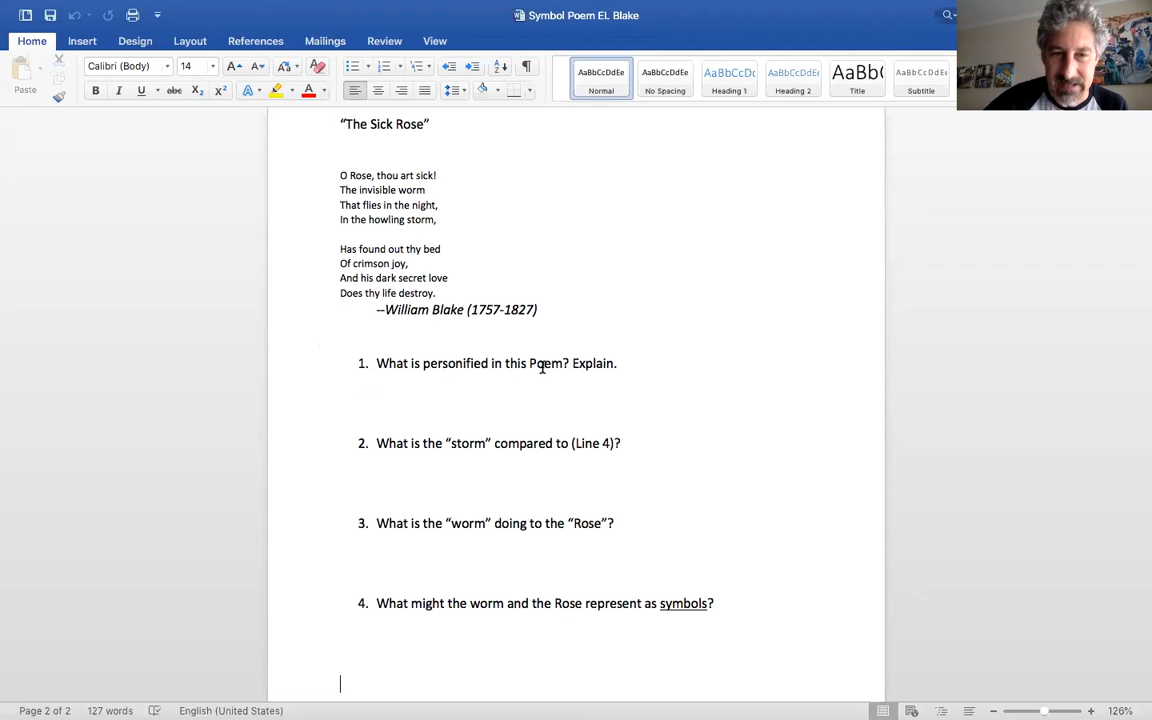 Symbol Poem EL Blake
Home Insert Design Layout References Mailings Review View
Paste
Calibri (Body) 14
AaBbCcDdEe AaBbCcDdEe AaBbCcDc AaBbCcDdEe AaBb( AaBbCcDdEe
Normal No Spacing Heading 1 Heading 2 Title Subtitle
“The Sick Rose”
O Rose, thou art sick!
The invisible worm
That flies in the night,
In the howling storm,
Has found out thy bed
Of crimson joy,
And his dark secret love
Does thy life destroy.
--William Blake (1757-1827)
1. What is personified in this Poem? Explain.
2. What is the “storm” compared to (Line 4)?
3. What is the “worm” doing to the “Rose”?
4. What might the worm and the Rose represent as symbols?
Page 2 of 2 127 words English (United States) 126%